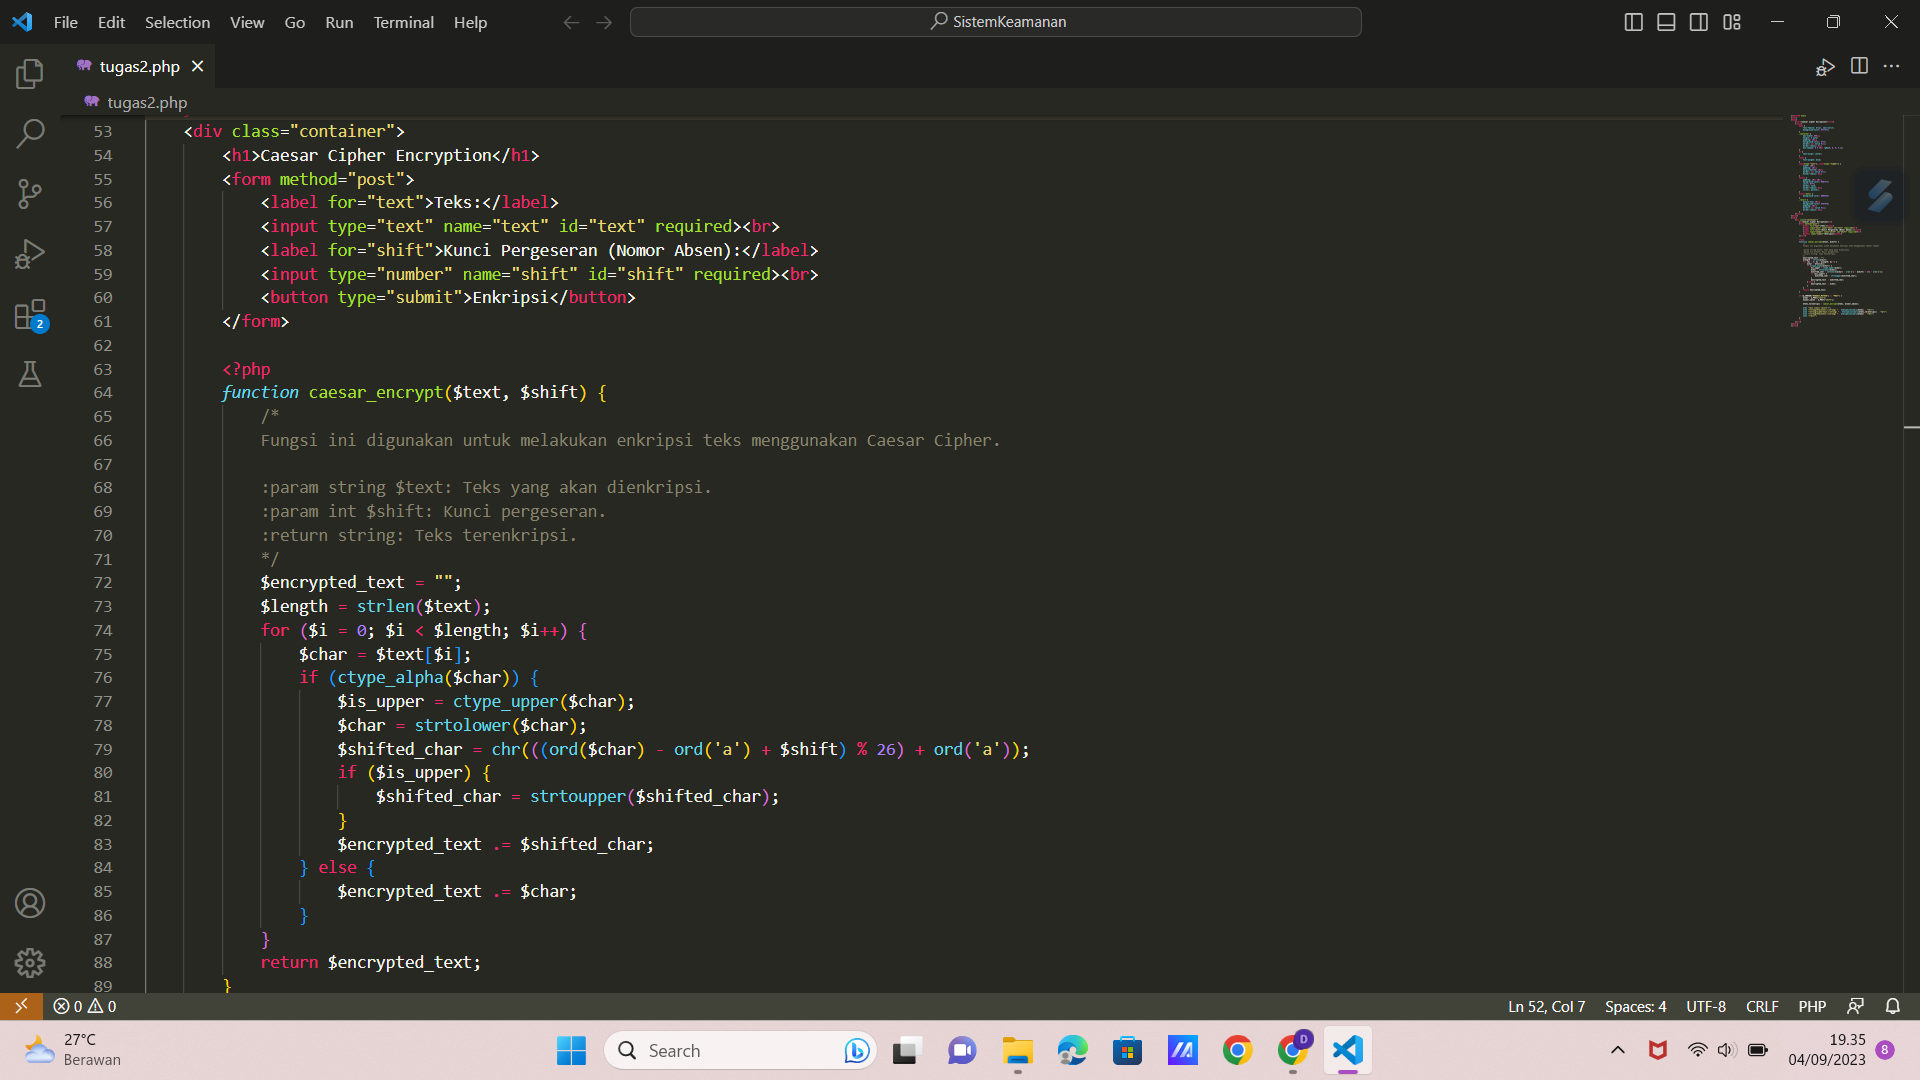 File Edit Selection View Go Run Terminal Help
SistemKeamanan
tugas2.php
tugas2.php
53 <div class="container">
54 <h1>Caesar Cipher Encryption</h1>
55 <form method="post">
56 <label for="text">Teks:</label>
57 <input type="text" name="text" id="text" required><br>
58 <label for="shift">Kunci Pergeseran (Nomor Absen):</label>
59 <input type="number" name="shift" id="shift" required><br>
60 <button type="submit">Enkripsi</button>
61 </form>
62
63 <?php
64 function caesar_encrypt($text, $shift) {
65 /*
66 Fungsi ini digunakan untuk melakukan enkripsi teks menggunakan Caesar Cipher.
67
68 :param string $text: Teks yang akan dienkripsi.
69 :param int $shift: Kunci pergeseran.
70 :return string: Teks terenkripsi.
71 */
72 $encrypted_text = "";
73 $length = strlen($text);
74 for ($i = 0; $i < $length; $i++) {
75 $char = $text[$i];
76 if (ctype_alpha($char)) {
77 $is_upper = ctype_upper($char);
78 $char = strtolower($char);
79 $shifted_char = chr(((ord($char) - ord('a') + $shift) % 26) + ord('a'));
80 if ($is_upper) {
81 $shifted_char = strtoupper($shifted_char);
82 }
83 $encrypted_text .= $shifted_char;
84 } else {
85 $encrypted_text .= $char;
86 }
87 }
88 return $encrypted_text;
89 }
2
0 0
Ln 52, Col 7 Spaces: 4 UTF-8 CRLF PHP
27°C
Berawan
Search
D
19.35
04/09/2023
8